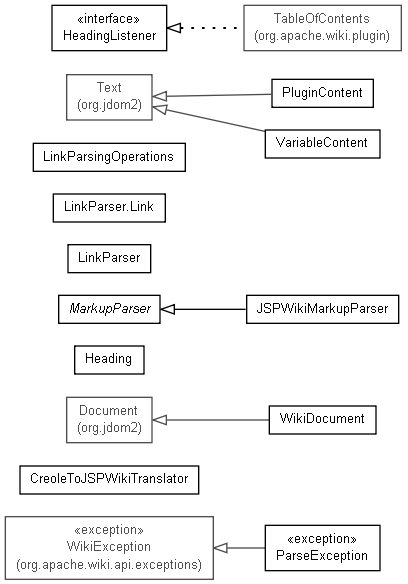 «interface»
HeadingListener
TableOfContents
(org.apache.wiki.plugin)
Text
(org.jdom2)
PluginContent
VariableContent
LinkParsingOperations
LinkParser.Link
LinkParser
MarkupParser
JSPWikiMarkupParser
Heading
Document
(org.jdom2)
WikiDocument
CreoleToJSPWikiTranslator
«exception»
WikiException
(org.apache.wiki.api.exceptions)
«exception»
ParseException